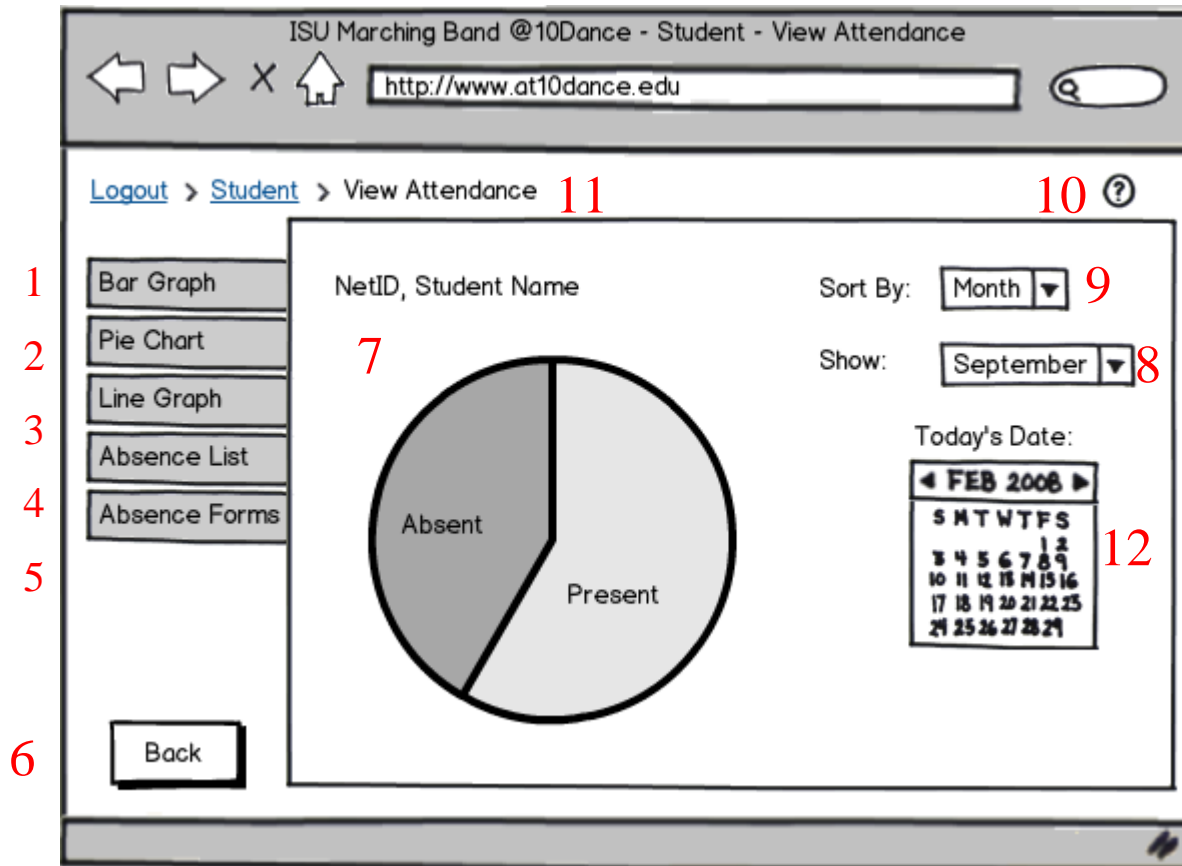 ISU Marching Band @10Dance - Student - View Attendance
http://www.at10dance.edu
Logout > Student > View Attendance 11 10 ?
1 Bar Graph
2 Pie Chart
3 Line Graph
4 Absence List
5 Absence Forms
6 Back
NetID, Student Name
7
Absent
Present
Sort By: Month 9
Show: September 8
Today's Date:
FEB 2008
S M T W T F S
1 2
3 4 5 6 7 8 9
10 11 12 13 14 15 16
17 18 19 20 21 22 23
24 25 26 27 28 29
12